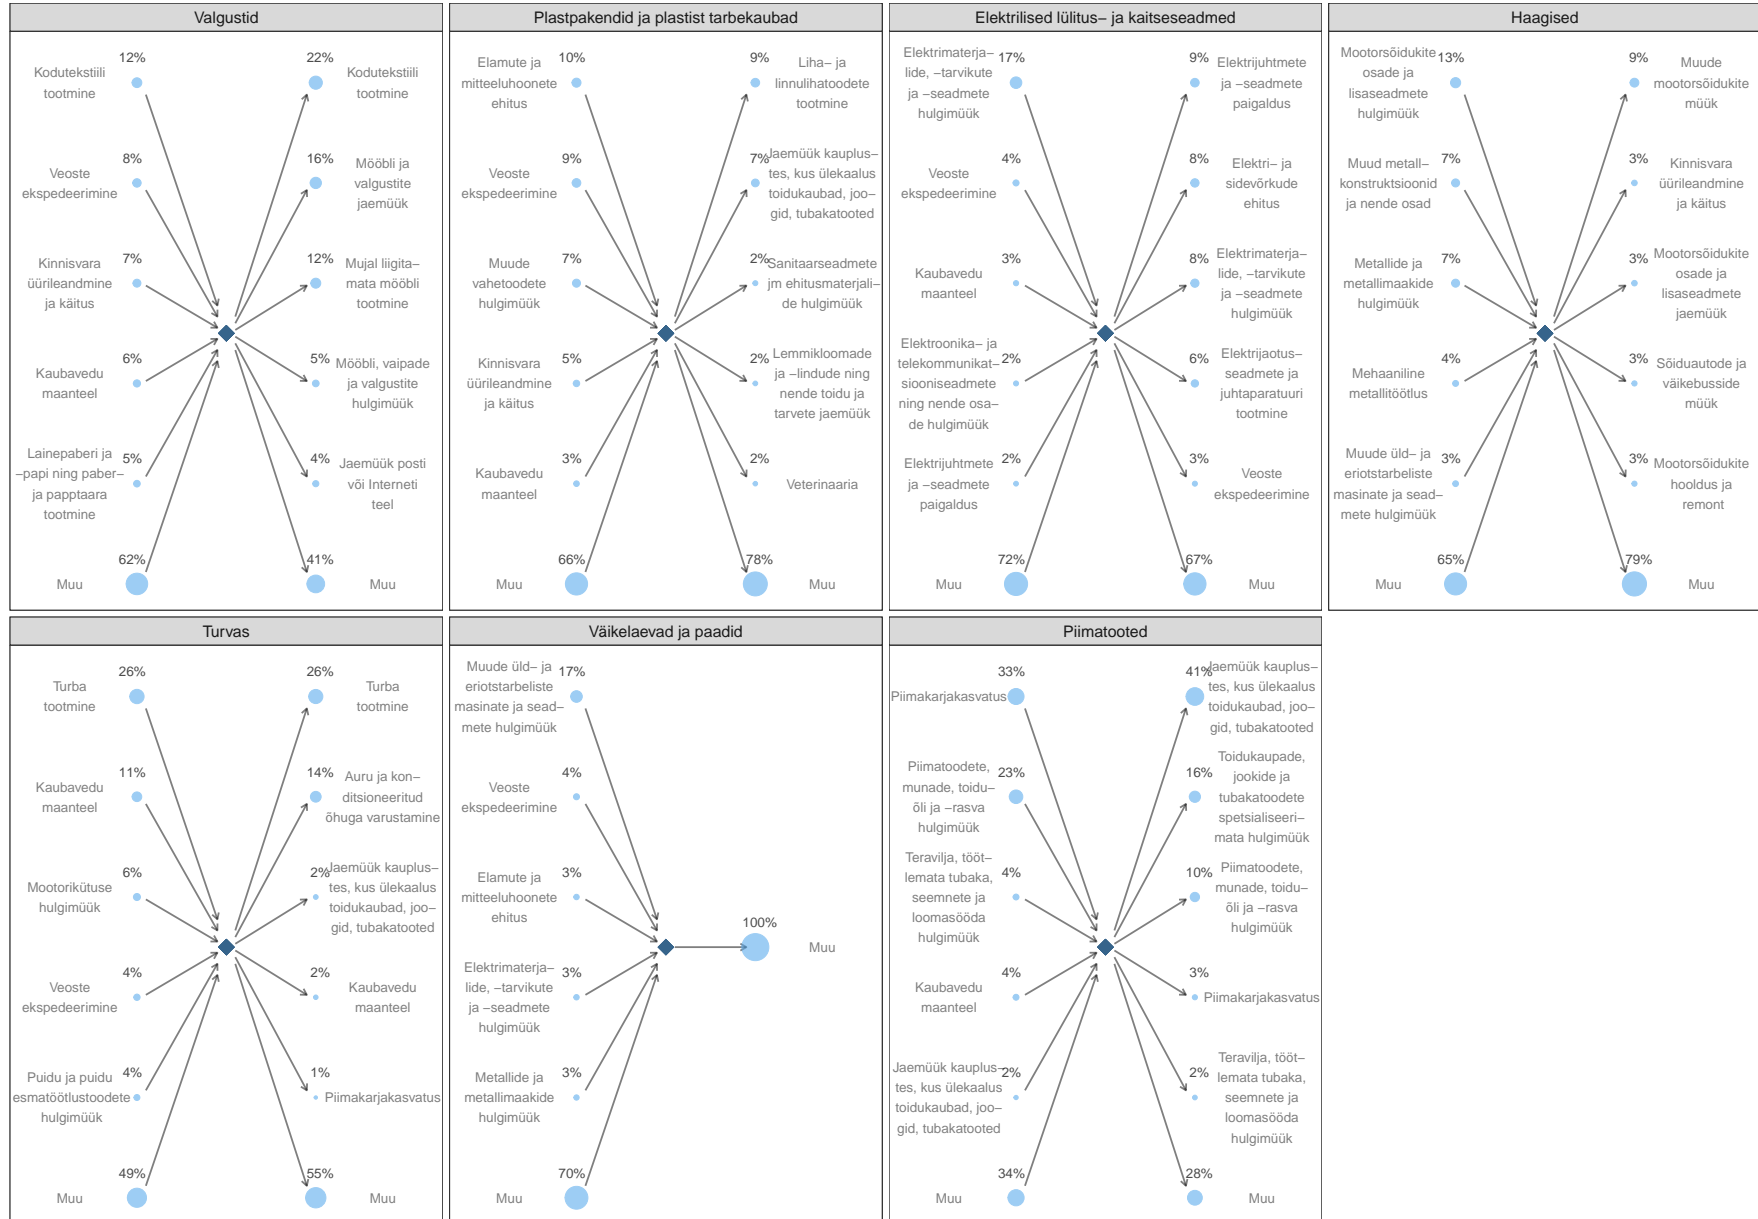 Valgustid
12%
Kodutekstiili
tootmine
8%
Veoste
ekspedeerimine
7%
Kinnisvara
üürileandmine
ja käitus
6%
Kaubavedu
maanteel
5%
Lainepaberi ja
–papi ning paber–
ja papptaara
tootmine
62%
Muu
22%
Kodutekstiili
tootmine
16%
Mööbli ja
valgustite
jaemüük
12%
Mujal liigita–
mata mööbli
tootmine
5%
Mööbli, vaipade
ja valgustite
hulgimüük
4%
Jaemüük posti
või Interneti
teel
41%
Muu
Plastpakendid ja plastist tarbekaubad
10%
Elamute ja
mitteeluhoonete
ehitus
9%
Veoste
ekspedeerimine
7%
Muude
vahetoodete
hulgimüük
5%
Kinnisvara
üürileandmine
ja käitus
3%
Kaubavedu
maanteel
66%
Muu
9%
Liha– ja
linnulihatoodete
tootmine
7%
Jaemüük kauplus–
tes, kus ülekaalus
toidukaubad, joo–
gid, tubakatooted
2%
Sanitaarseadmete
jm ehitusmaterjali–
de hulgimüük
2%
Lemmikloomade
ja –lindude ning
nende toidu ja
tarvete jaemüük
2%
Veterinaaria
78%
Muu
Elektrilised lülitus– ja kaitseseadmed
17%
Elektrimaterja–
lide, –tarvikute
ja –seadmete
hulgimüük
4%
Veoste
ekspedeerimine
3%
Kaubavedu
maanteel
2%
Elektroonika– ja
telekommunikat–
siooniseadmete
ning nende osa–
de hulgimüük
2%
Elektrijuhtmete
ja –seadmete
paigaldus
72%
Muu
9%
Elektrijuhtmete
ja –seadmete
paigaldus
8%
Elektri– ja
sidevõrkude
ehitus
8%
Elektrimaterja–
lide, –tarvikute
ja –seadmete
hulgimüük
6%
Elektrijaotus–
seadmete ja
juhtaparatuuri
tootmine
3%
Veoste
ekspedeerimine
67%
Muu
Haagised
13%
Mootorsõidukite
osade ja
lisaseadmete
hulgimüük
7%
Muud metall–
konstruktsioonid
ja nende osad
7%
Metallide ja
metallimaakide
hulgimüük
4%
Mehaaniline
metallitöötlus
3%
Muude üld– ja
eriotstarbeliste
masinate ja sead–
mete hulgimüük
65%
Muu
9%
Muude
mootorsõidukite
müük
3%
Kinnisvara
üürileandmine
ja käitus
3%
Mootorsõidukite
osade ja
lisaseadmete
jaemüük
3%
Sõiduautode ja
väikebusside
müük
3%
Mootorsõidukite
hooldus ja
remont
79%
Muu
Turvas
26%
Turba
tootmine
11%
Kaubavedu
maanteel
6%
Mootorikütuse
hulgimüük
4%
Veoste
ekspedeerimine
4%
Puidu ja puidu
esmatöötlustoodete
hulgimüük
49%
Muu
26%
Turba
tootmine
14%
Auru ja kon–
ditsioneeritud
õhuga varustamine
2%
Jaemüük kauplus–
tes, kus ülekaalus
toidukaubad, joo–
gid, tubakatooted
2%
Kaubavedu
maanteel
1%
Piimakarjakasvatus
55%
Muu
Väikelaevad ja paadid
17%
Muude üld– ja
eriotstarbeliste
masinate ja sead–
mete hulgimüük
4%
Veoste
ekspedeerimine
3%
Elamute ja
mitteeluhoonete
ehitus
3%
Elektrimaterja–
lide, –tarvikute
ja –seadmete
hulgimüük
3%
Metallide ja
metallimaakide
hulgimüük
70%
Muu
100%
Muu
Piimatooted
33%
Piimakarjakasvatus
23%
Piimatoodete,
munade, toidu–
õli ja –rasva
hulgimüük
4%
Teravilja, tööt–
lemata tubaka,
seemnete ja
loomasööda
hulgimüük
4%
Kaubavedu
maanteel
2%
Jaemüük kauplus–
tes, kus ülekaalus
toidukaubad, joo–
gid, tubakatooted
34%
Muu
41%
Jaemüük kauplus–
tes, kus ülekaalus
toidukaubad, joo–
gid, tubakatooted
16%
Toidukaupade,
jookide ja
tubakatoodete
spetsialiseeri–
mata hulgimüük
10%
Piimatoodete,
munade, toidu–
õli ja –rasva
hulgimüük
3%
Piimakarjakasvatus
2%
Teravilja, tööt–
lemata tubaka,
seemnete ja
loomasööda
hulgimüük
28%
Muu